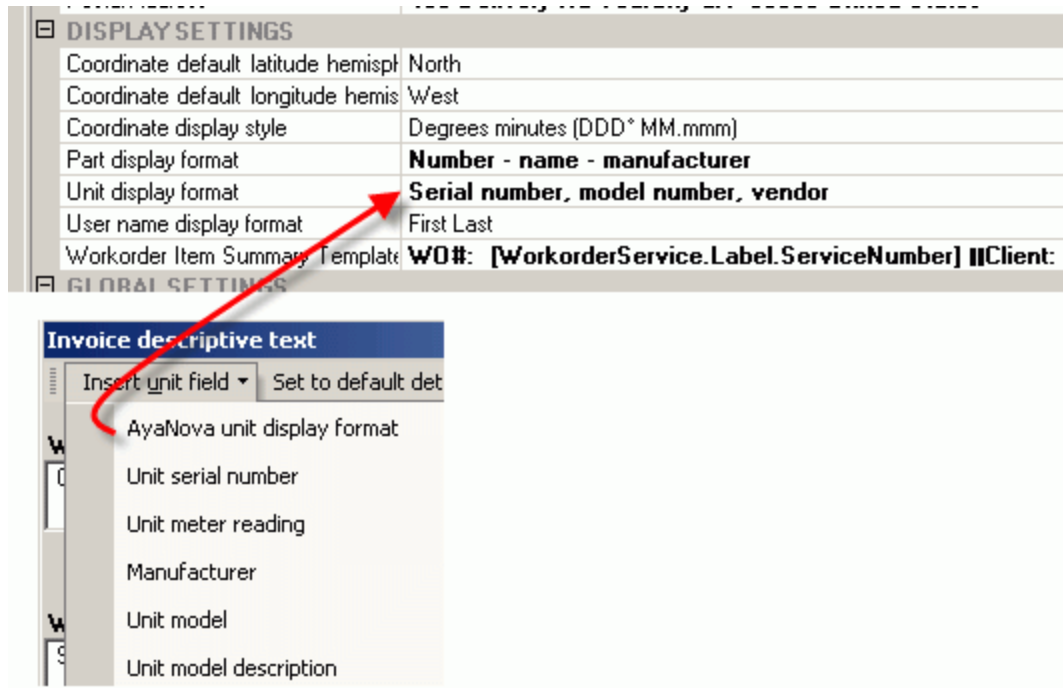 DISPLAY SETTINGS
Coordinate default latitude hemisph North
Coordinate default longitude hemis West
Coordinate display style Degrees minutes (DDD° MM.mmm)
Part display format Number - name - manufacturer
Unit display format Serial number, model number, vendor
User name display format First Last
Workorder Item Summary Template WO#: [WorkorderService.Label.ServiceNumber] ||Client:
GLOBAL SETTINGS
Invoice descriptive text
Insert unit field Set to default det
AyaNova unit display format
Unit serial number
Unit meter reading
Manufacturer
Unit model
Unit model description